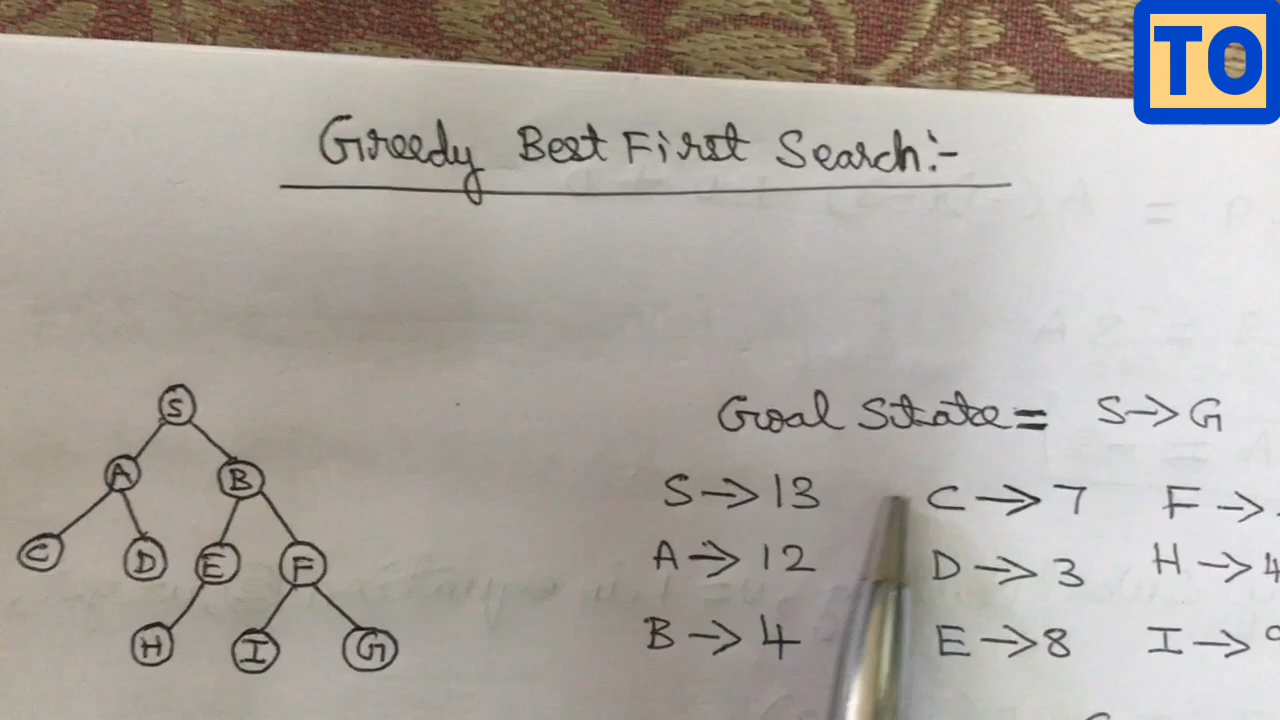 TO
Greedy Best First Search:-
Goal State = S→G
S→13 C→7 F→
A→12 D→3 H→4
B→4 E→8 I→
S
A B
C D E F
H I G